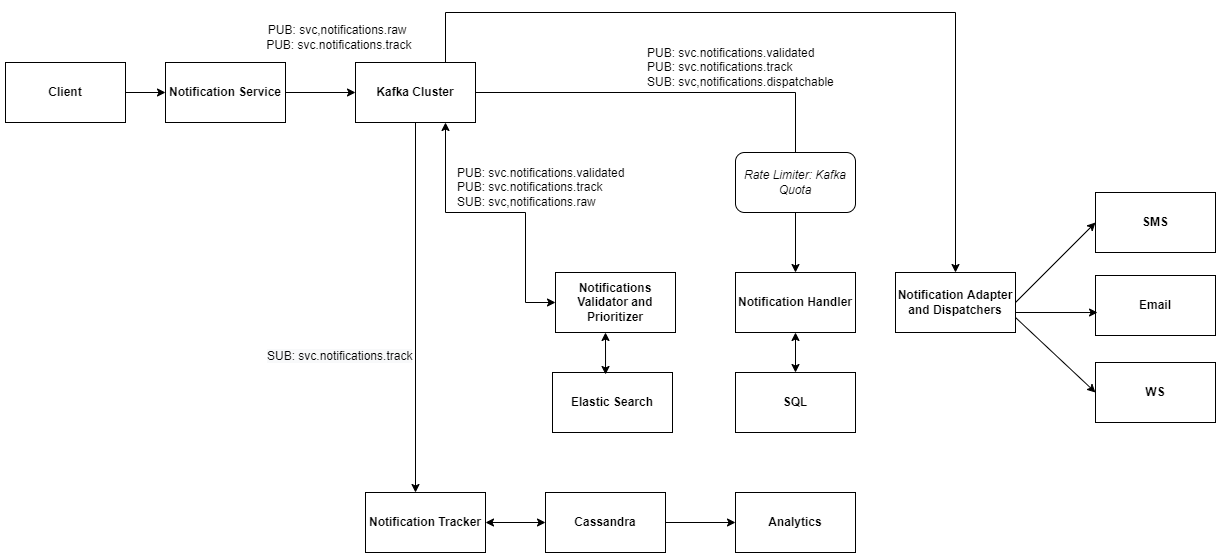 PUB: svc,notifications.raw
PUB: svc.notifications.track
PUB: svc.notifications.validated
PUB: svc.notifications.track
SUB: svc,notifications.dispatchable
Client
Notification Service
Kafka Cluster
PUB: svc.notifications.validated
PUB: svc.notifications.track
SUB: svc,notifications.raw
Rate Limiter: Kafka
Quota
SMS
Notifications
Validator and
Prioritizer
Notification Handler
Notification Adapter
and Dispatchers
Email
SUB: svc.notifications.track
Elastic Search
SQL
WS
Notification Tracker
Cassandra
Analytics